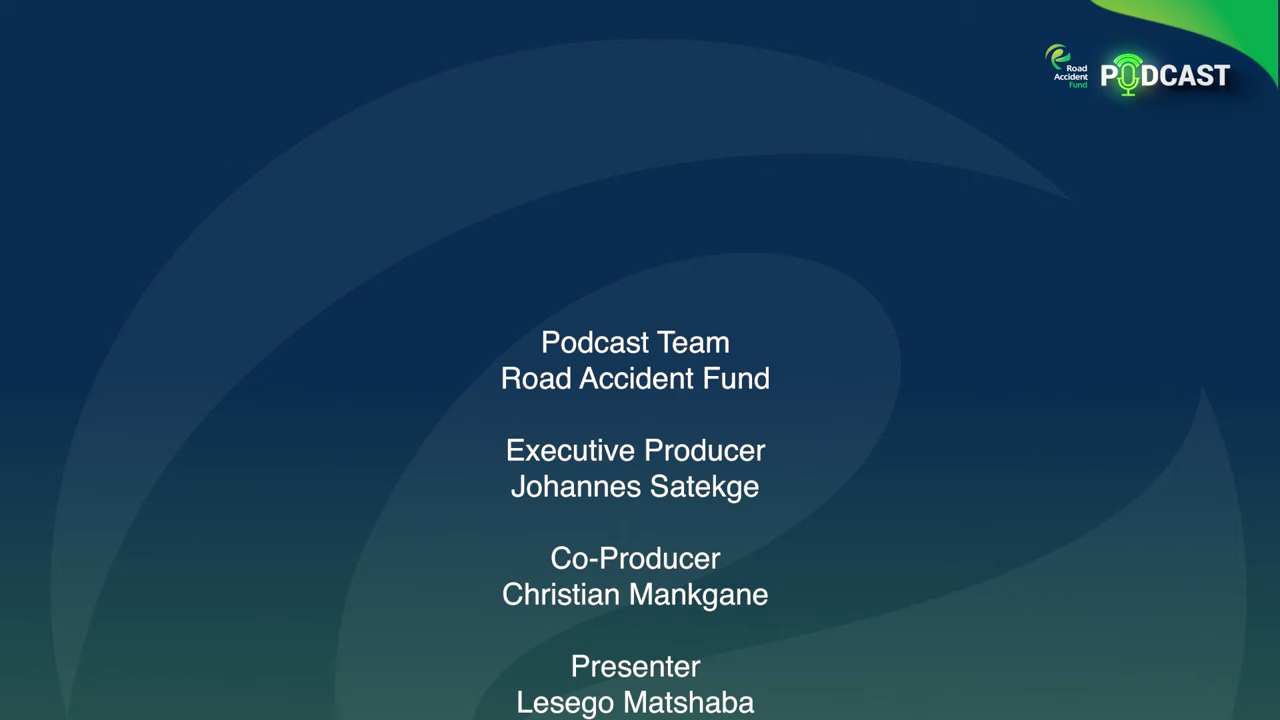 Road
Accident
Fund
PODCAST
Podcast Team
Road Accident Fund
Executive Producer
Johannes Satekge
Co-Producer
Christian Mankgane
Presenter
Lesego Matshaba